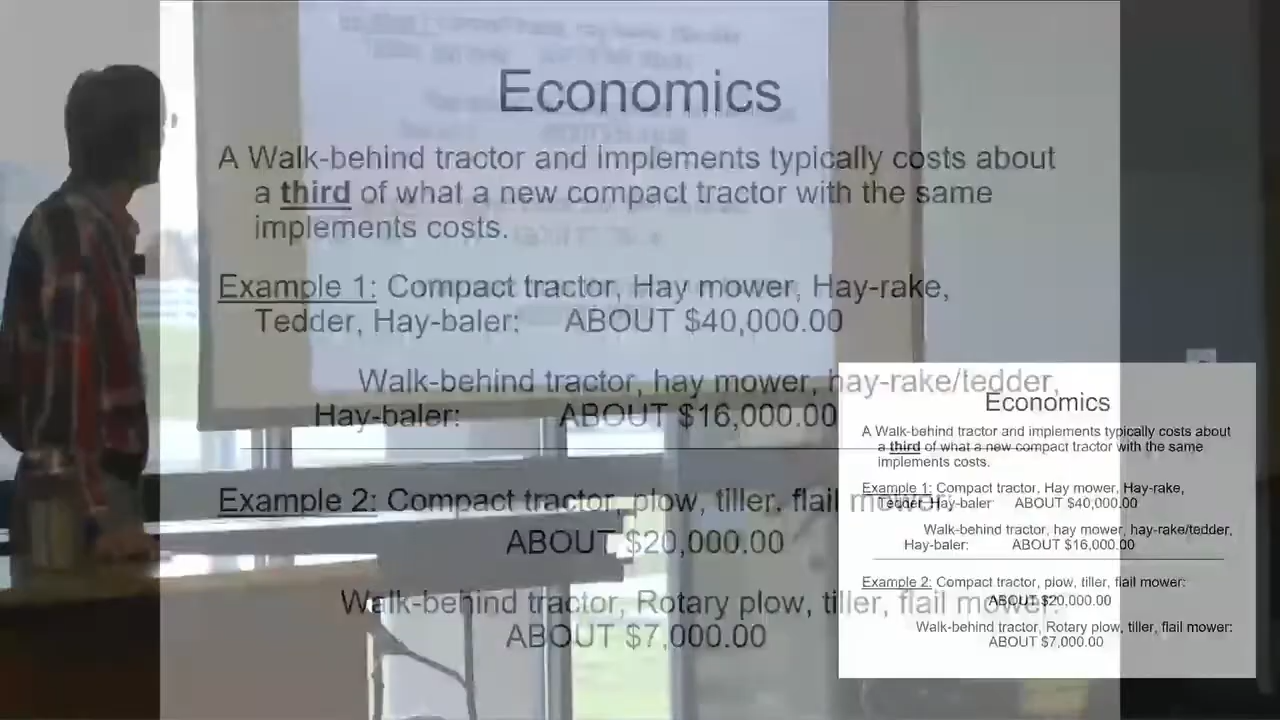 Economics
A Walk-behind tractor and implements typically costs about
a third of what a new compact tractor with the same
implements costs.
Example 1: Compact tractor, Hay mower, Hay-rake,
Tedder, Hay-baler: ABOUT $40,000.00
Walk-behind tractor, hay mower, hay-rake/tedder,
Hay-baler: ABOUT $16,000.00
Example 2: Compact tractor, plow, tiller, flail mower:
ABOUT $20,000.00
Walk-behind tractor, Rotary plow, tiller, flail mower:
ABOUT $7,000.00
Economics
A Walk-behind tractor and implements typically costs about
a third of what a new compact tractor with the same
implements costs.
Example 1: Compact tractor, Hay mower, Hay-rake,
Tedder, Hay-baler ABOUT $40,000.00
Walk-behind tractor, hay mower, hay-rake/tedder,
Hay-baler: ABOUT $16,000.00
Example 2: Compact tractor, plow, tiller, flail mower:
ABOUT $20,000.00
Walk-behind tractor, Rotary plow, tiller, flail mower:
ABOUT $7,000.00